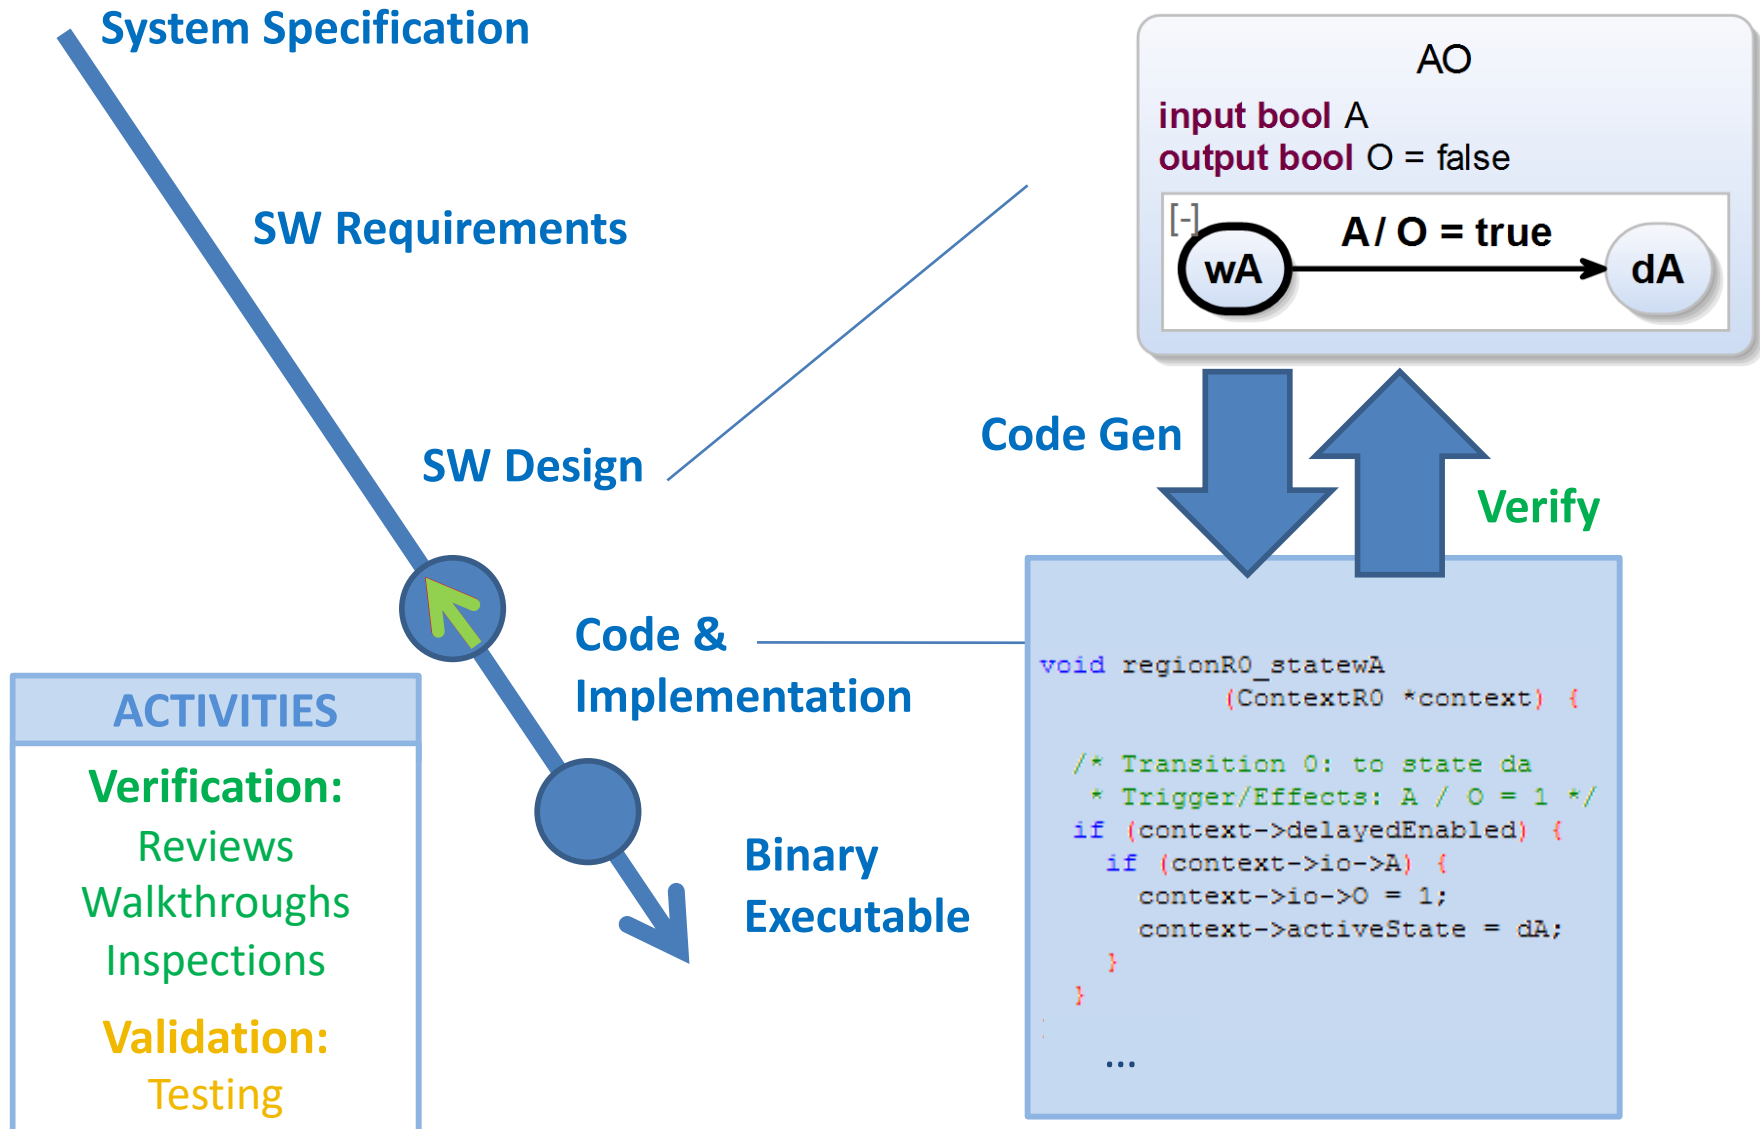 System Specification
SW Requirements
SW Design
Code &
Implementation
Binary
Executable
ACTIVITIES
Verification:
Reviews
Walkthroughs
Inspections
Validation:
Testing
AO
input bool A
output bool O = false
[-]
A / O = true
wA
dA
Code Gen
Verify
void regionR0_statewA
(ContextR0 *context) {
/* Transition 0: to state da
* Trigger/Effects: A / O = 1 */
if (context->delayedEnabled) {
if (context->io->A) {
context->io->O = 1;
context->activeState = dA;
}
}
...